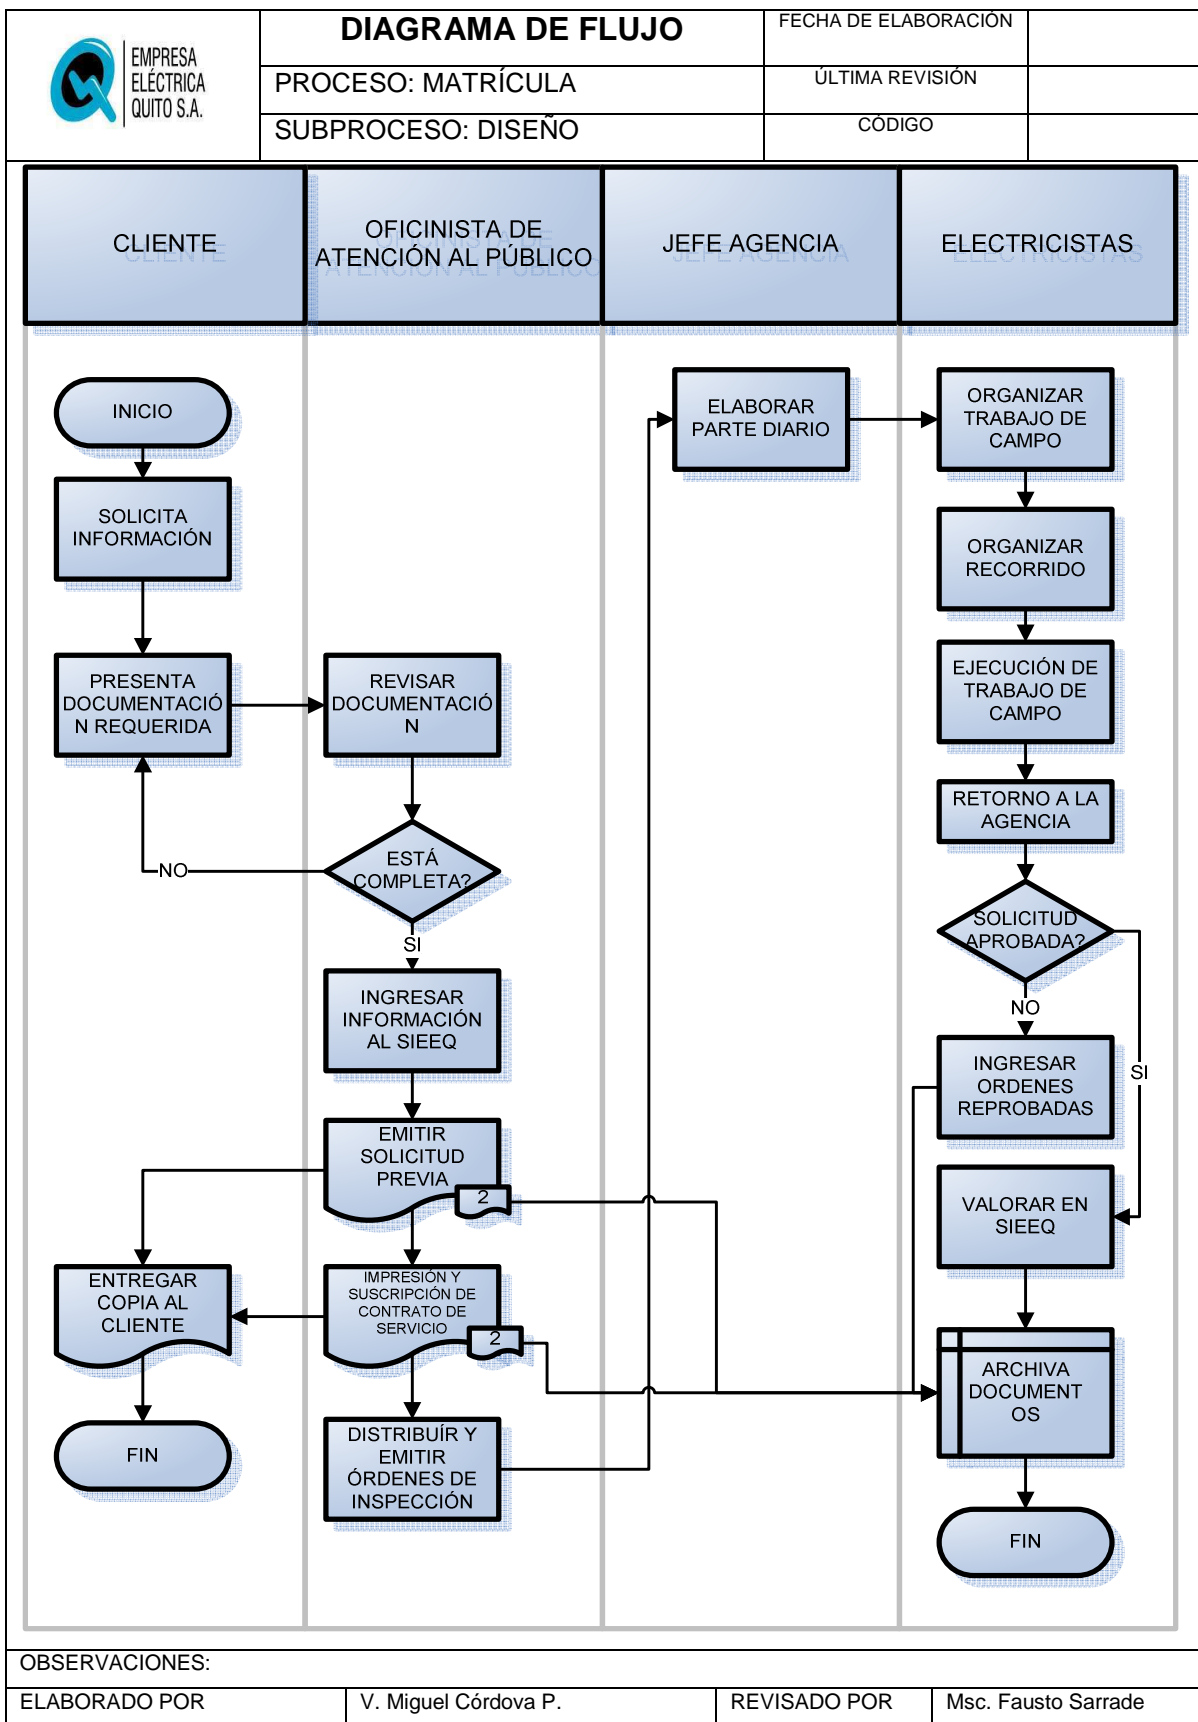 EMPRESA
ELÉCTRICA
QUITO S.A.
DIAGRAMA DE FLUJO
FECHA DE ELABORACIÓN
PROCESO: MATRÍCULA
ÚLTIMA REVISIÓN
SUBPROCESO: DISEÑO
CÓDIGO
CLIENTE
OFICINISTA DE
ATENCIÓN AL PÚBLICO
JEFE AGENCIA
ELECTRICISTAS
INICIO
SOLICITA
INFORMACIÓN
PRESENTA
DOCUMENTACIÓ
N REQUERIDA
REVISAR
DOCUMENTACIÓ
N
ESTÁ
COMPLETA?
NO
SI
INGRESAR
INFORMACIÓN
AL SIEEQ
EMITIR
SOLICITUD
PREVIA
2
ENTREGAR
COPIA AL
CLIENTE
IMPRESIÓN Y
SUSCRIPCIÓN DE
CONTRATO DE
SERVICIO
2
FIN
DISTRIBUÍR Y
EMITIR
ÓRDENES DE
INSPECCIÓN
ELABORAR
PARTE DIARIO
ORGANIZAR
TRABAJO DE
CAMPO
ORGANIZAR
RECORRIDO
EJECUCIÓN DE
TRABAJO DE
CAMPO
RETORNO A LA
AGENCIA
SOLICITUD
APROBADA?
NO
SI
INGRESAR
ORDENES
REPROBADAS
VALORAR EN
SIEEQ
ARCHIVA
DOCUMENT
OS
FIN
OBSERVACIONES:
ELABORADO POR
V. Miguel Córdova P.
REVISADO POR
Msc. Fausto Sarrade